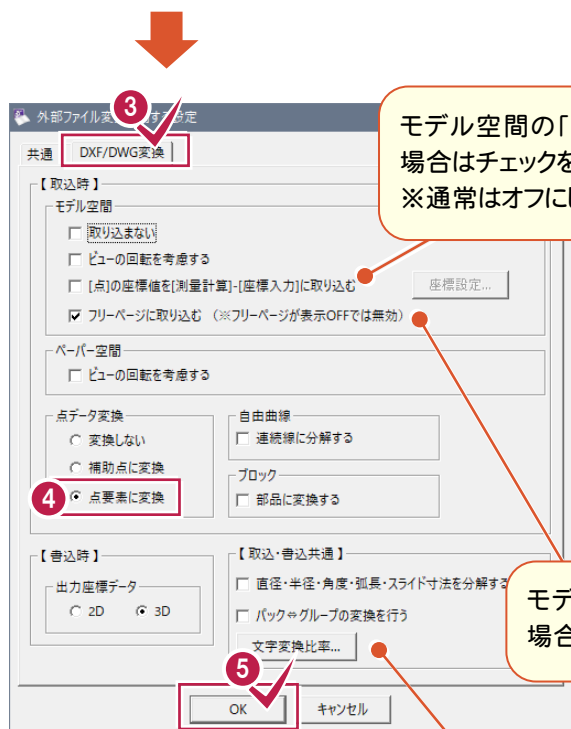 3
外部ファイル変
定
モデル空間の「
場合はチェックを
※通常はオフに
共通 DXF/DWG変換
【取込時】
モデル空間
取り込まない
ビューの回転を考慮する
[点]の座標値を[測量計算]-[座標入力]に取り込む
座標設定...
フリーページに取り込む (※フリーページが表示OFFでは無効)
ペーパー空間
ビューの回転を考慮する
点データ変換
変換しない
補助点に変換
4
点要素に変換
自由曲線
連続線に分解する
ブロック
部品に変換する
【書込時】
出力座標データ
2D 3D
【取込・書込共通】
直径・半径・角度・弧長・スライド寸法を分解する
パック⇔グループの変換を行う
文字変換比率...
モデ
場合
5
OK キャンセル